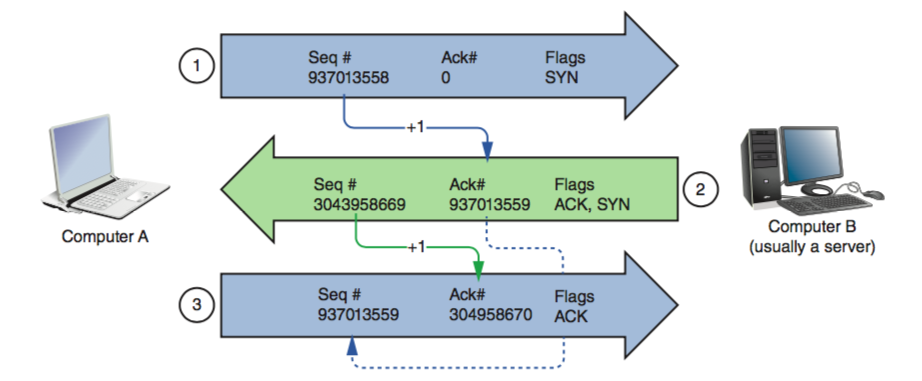 1
Seq # Ack# Flags
937013558 0 SYN
+1
2
Seq # Ack# Flags
3043958669 937013559 ACK, SYN
Computer A
Computer B
(usually a server)
+1
3
Seq # Ack# Flags
937013559 304958670 ACK